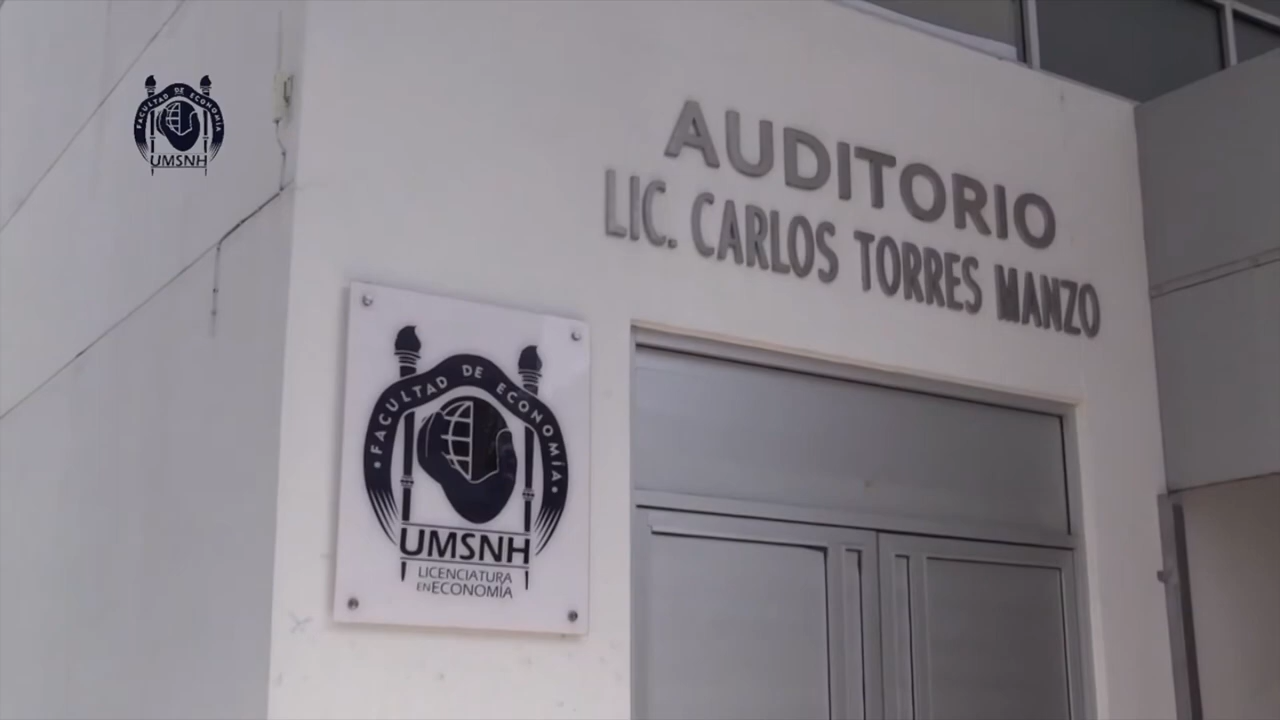 FACULTAD DE ECONOMÍA
UMSNH
AUDITORIO
LIC. CARLOS TORRES MANZO
• FACULTAD DE ECONOMÍA •
UMSNH
LICENCIATURA
EN ECONOMÍA